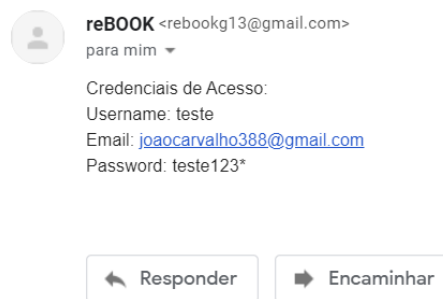 reBOOK <rebookg13@gmail.com>
para mim
Credenciais de Acesso:
Username: teste
Email: joaocarvalho388@gmail.com
Password: teste123*
Responder
Encaminhar